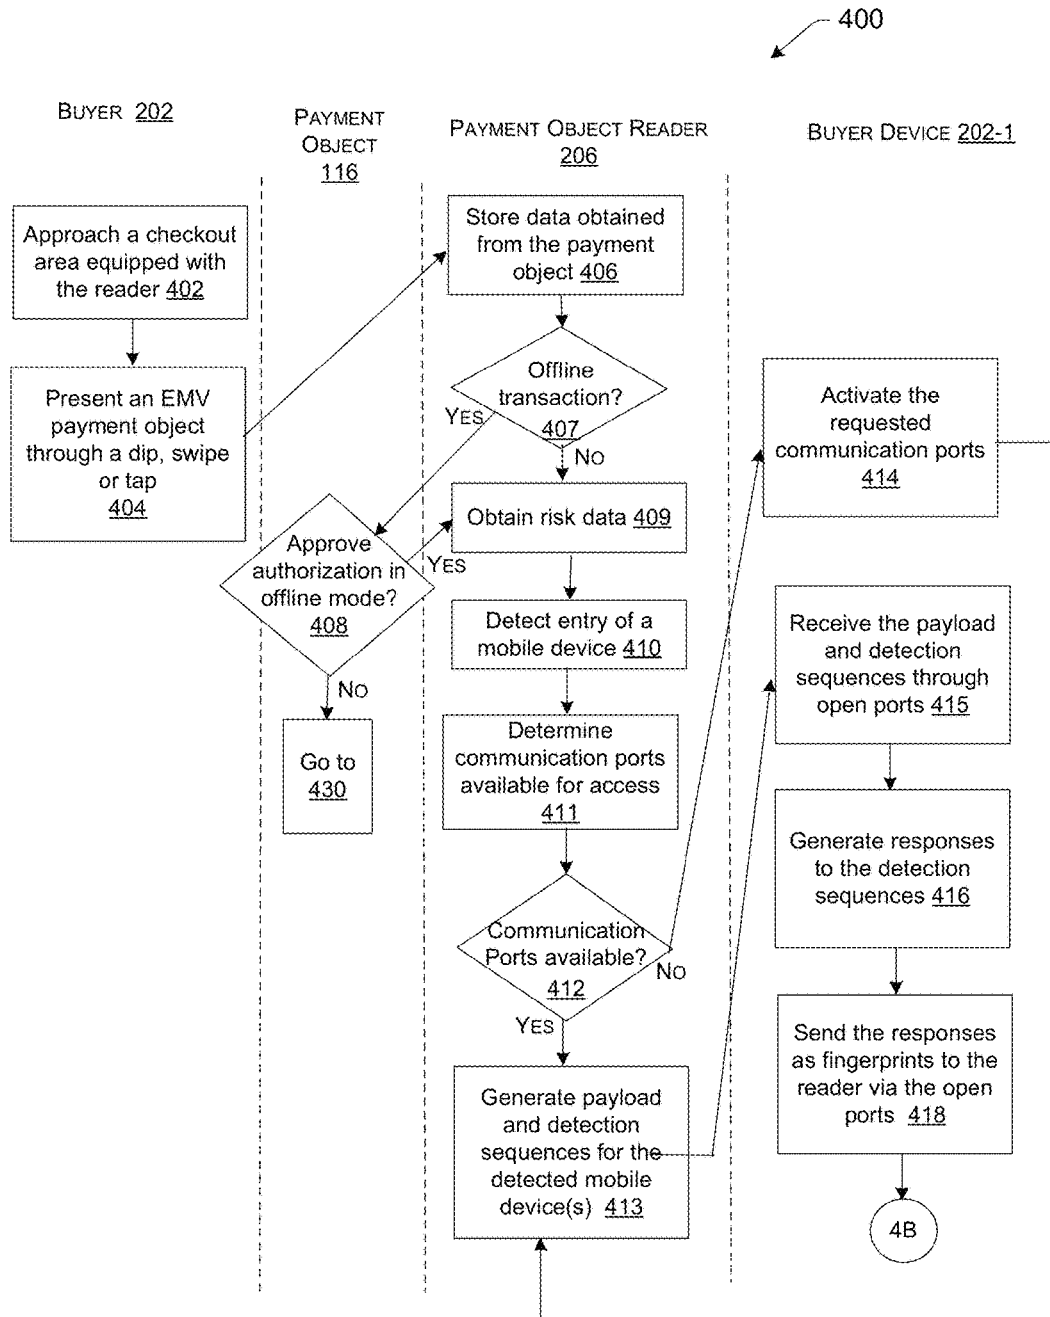 400
BUYER 202
PAYMENT
OBJECT
116
PAYMENT OBJECT READER
206
BUYER DEVICE 202-1
Approach a checkout
area equipped with
the reader 402
Present an EMV
payment object
through a dip, swipe
or tap
404
Approve
authorization in
offline mode?
408
YES
NO
Go to
430
Store data obtained
from the payment
object 406
Offline
transaction?
407
YES
NO
Obtain risk data 409
Detect entry of a
mobile device 410
Determine
communication ports
available for access
411
Communication
Ports available?
412
NO
YES
Generate payload
and detection
sequences for the
detected mobile
device(s) 413
Activate the
requested
communication ports
414
Receive the payload
and detection
sequences through
open ports 415
Generate responses
to the detection
sequences 416
Send the responses
as fingerprints to the
reader via the open
ports 418
4B